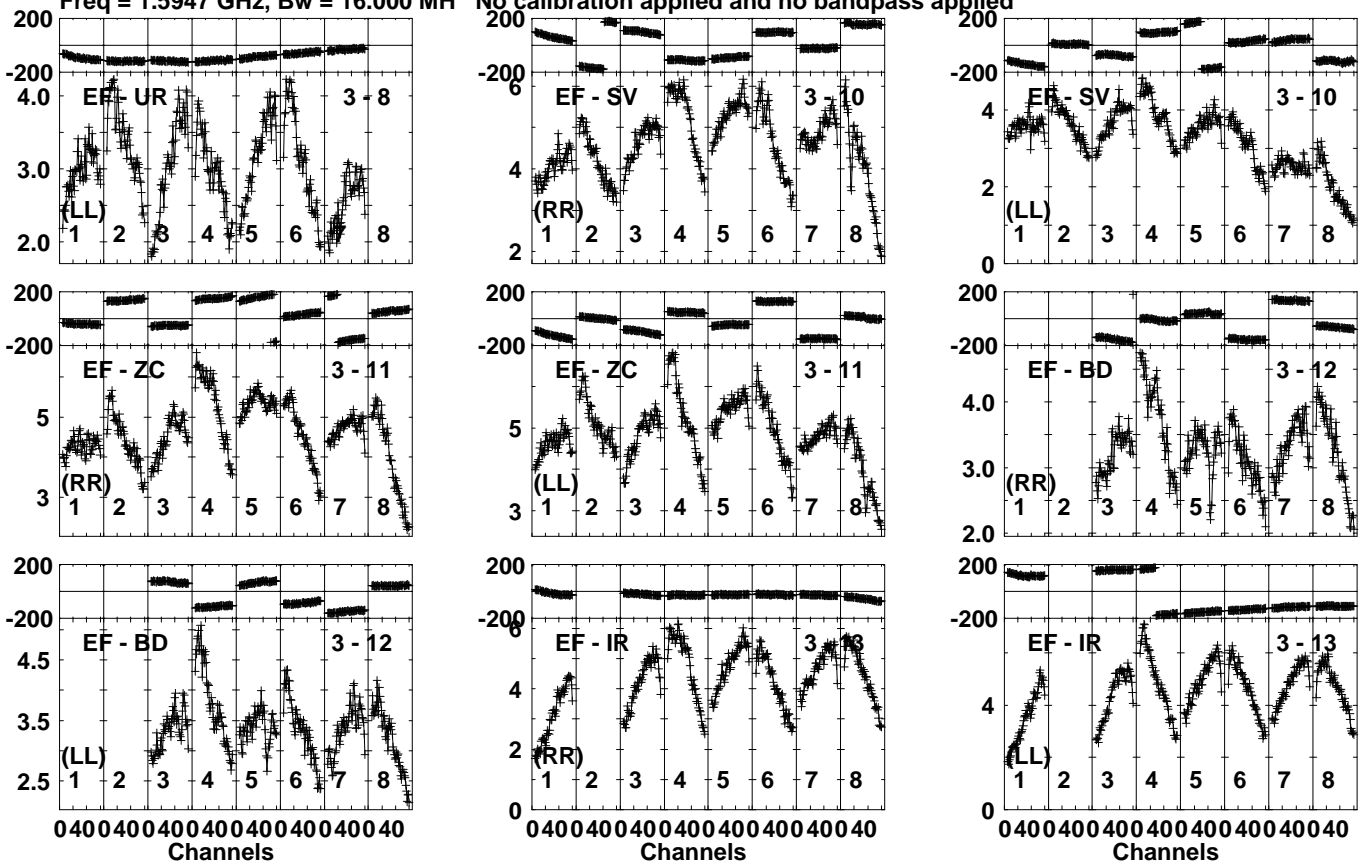 Freq = 1.5947 GHz, Bw = 16.000 MH No calibration applied and no bandpass applied
200
-200
EF - UR 3 - 8
4.0
3.0
2.0
(LL)
1 2 3 4 5 6 7 8
200
-200
EF - SV 3 - 10
6
4
2
(RR)
1 2 3 4 5 6 7 8
200
-200
EF - SV 3 - 10
4
2
0
(LL)
1 2 3 4 5 6 7 8
200
-200
EF - ZC 3 - 11
5
3
(RR)
1 2 3 4 5 6 7 8
200
-200
EF - ZC 3 - 11
5
3
(LL)
1 2 3 4 5 6 7 8
200
-200
EF - BD 3 - 12
4.0
3.0
2.0
(RR)
1 2 3 4 5 6 7 8
200
-200
EF - BD 3 - 12
4.5
3.5
2.5
(LL)
1 2 3 4 5 6 7 8
0 40 0 40 0 40 0 40 0 40 0 40 0 40 0 40
Channels
200
-200
EF - IR 3 - 13
6
4
2
0
(RR)
1 2 3 4 5 6 7 8
0 40 0 40 0 40 0 40 0 40 0 40 0 40 0 40
Channels
200
-200
EF - IR 3 - 13
4
0
(LL)
1 2 3 4 5 6 7 8
0 40 0 40 0 40 0 40 0 40 0 40 0 40 0 40
Channels